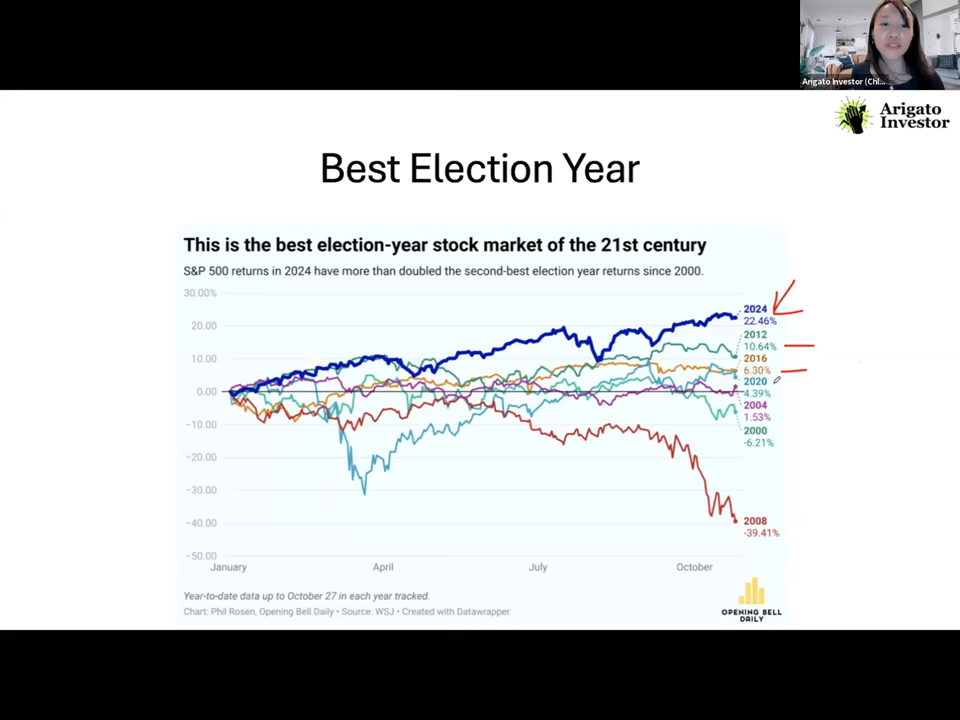 Arigato Investor (Chl...
Arigato
Investor
Best Election Year
This is the best election-year stock market of the 21st century
S&P 500 returns in 2024 have more than doubled the second-best election year returns since 2000.
30.00%
20.00
10.00
0.00
−10.00
−20.00
−30.00
−40.00
−50.00
2024
22.46%
2012
10.64%
2016
6.30%
2020
4.39%
2004
1.53%
2000
-6.21%
2008
-39.41%
January
April
July
October
Year-to-date data up to October 27 in each year tracked.
Chart: Phil Rosen, Opening Bell Daily • Source: WSJ • Created with Datawrapper
OPENING BELL
DAILY